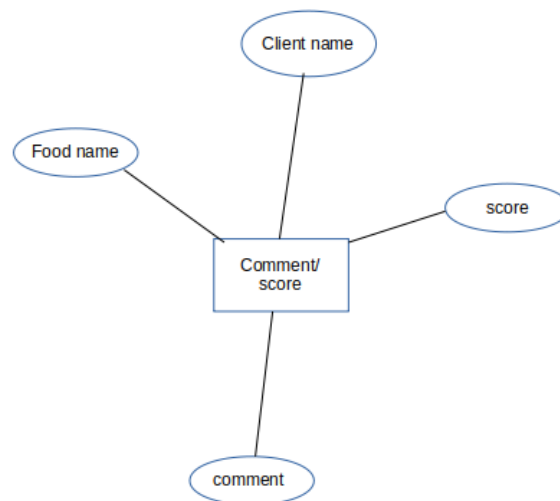 Client name
Food name
score
Comment/
score
comment